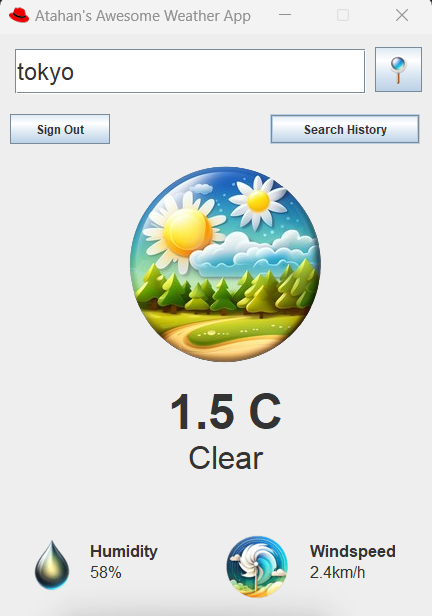 Atahan's Awesome Weather App
tokyo
Sign Out
Search History
1.5 C
Clear
Humidity
58%
Windspeed
2.4km/h